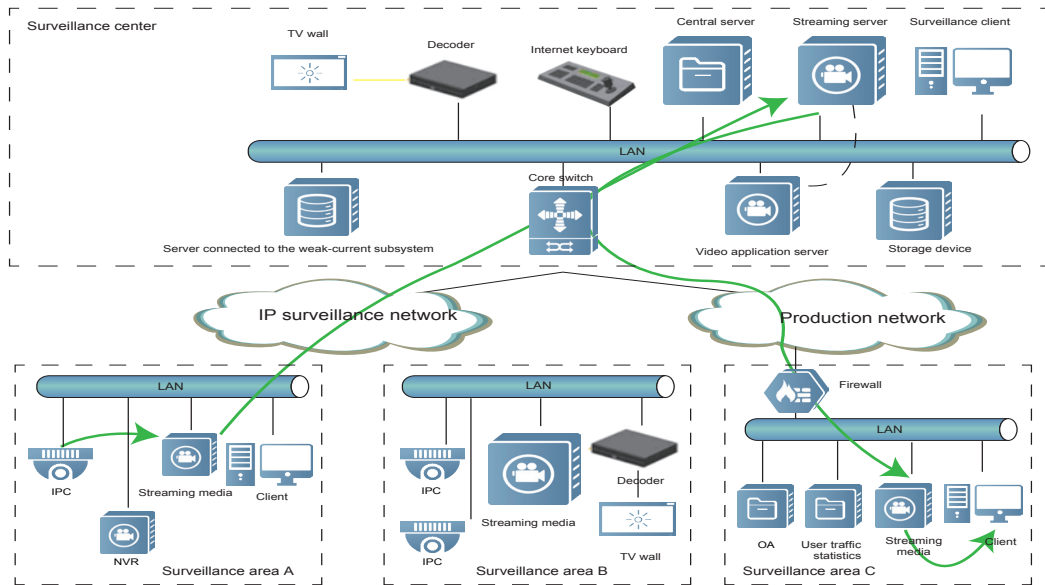 Surveillance center
TV wall
Decoder
Internet keyboard
Central server
Streaming server
Surveillance client
LAN
Core switch
Server connected to the weak-current subsystem
Video application server
Storage device
IP surveillance network
Production network
LAN
IPC
Streaming media
Client
NVR
Surveillance area A
LAN
IPC
Streaming media
Decoder
IPC
TV wall
Surveillance area B
Firewall
LAN
OA
User traffic
statistics
Streaming
media
Client
Surveillance area C